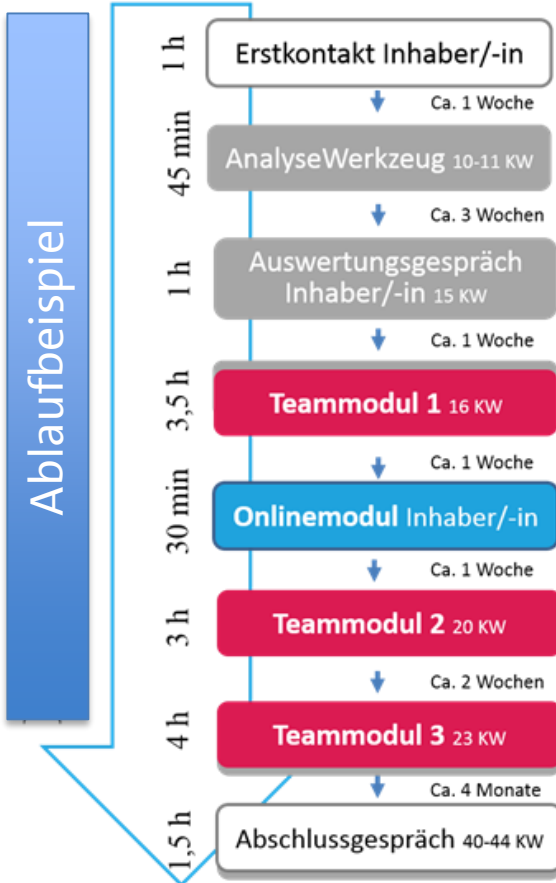 Ablaufbeispiel
1 h
Erstkontakt Inhaber/-in
Ca. 1 Woche
45 min
AnalyseWerkzeug 10-11 KW
Ca. 3 Wochen
1 h
Auswertungsgespräch
Inhaber/-in 15 KW
Ca. 1 Woche
3,5 h
Teammodul 1 16 KW
Ca. 1 Woche
30 min
Onlinemodul Inhaber/-in
Ca. 1 Woche
3 h
Teammodul 2 20 KW
Ca. 2 Wochen
4 h
Teammodul 3 23 KW
Ca. 4 Monate
1,5 h
Abschlussgespräch 40-44 KW